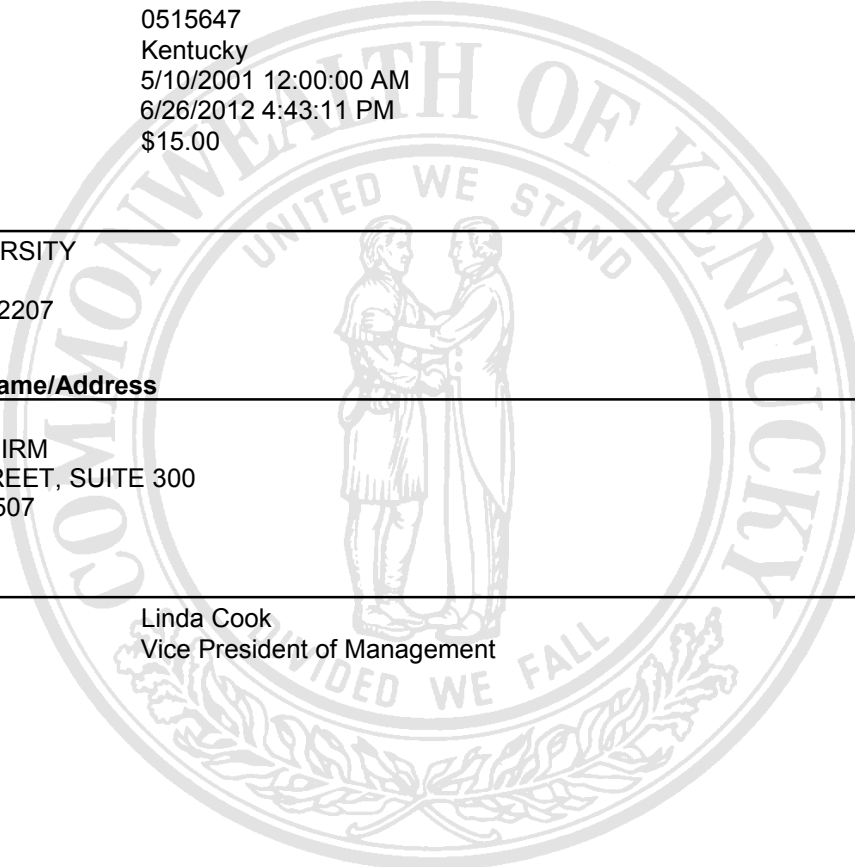 0515647
Kentucky
5/10/2001 12:00:00 AM
6/26/2012 4:43:11 PM
$15.00
COMMONWEALTH OF KENTUCKY
UNITED WE STAND
RSITY
2207
ame/Address
IRM
REET, SUITE 300
507
Linda Cook
Vice President of Management
DIVIDED WE FALL